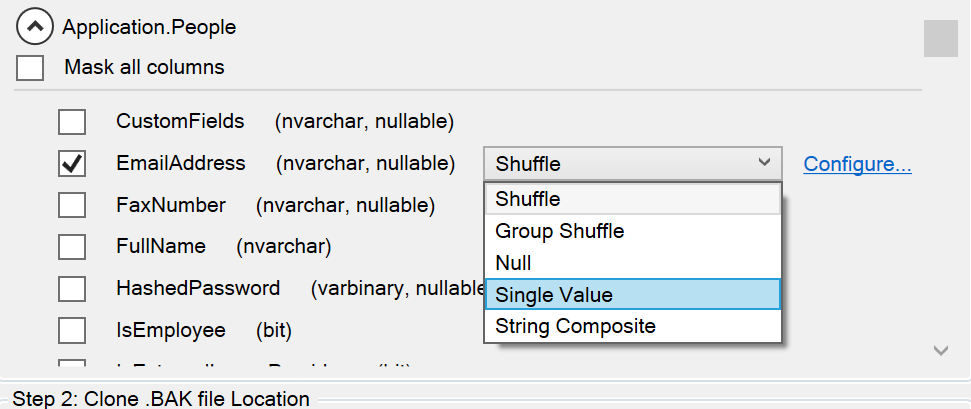 Application.People
Mask all columns
CustomFields (nvarchar, nullable)
EmailAddress (nvarchar, nullable) Shuffle Configure...
Shuffle
FaxNumber (nvarchar, nullable)
Group Shuffle
FullName (nvarchar)
Null
HashedPassword (varbinary, nullable
Single Value
IsEmployee (bit)
String Composite
(bit)
Step 2: Clone .BAK file Location